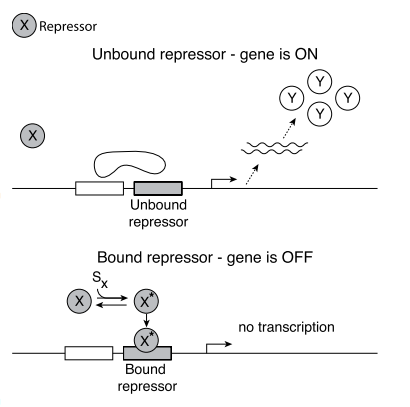 X Repressor
Unbound repressor - gene is ON
Y
Y Y
Y
X
Unbound
repressor
Bound repressor - gene is OFF
Sx
X X*
no transcription
X*
Bound
repressor